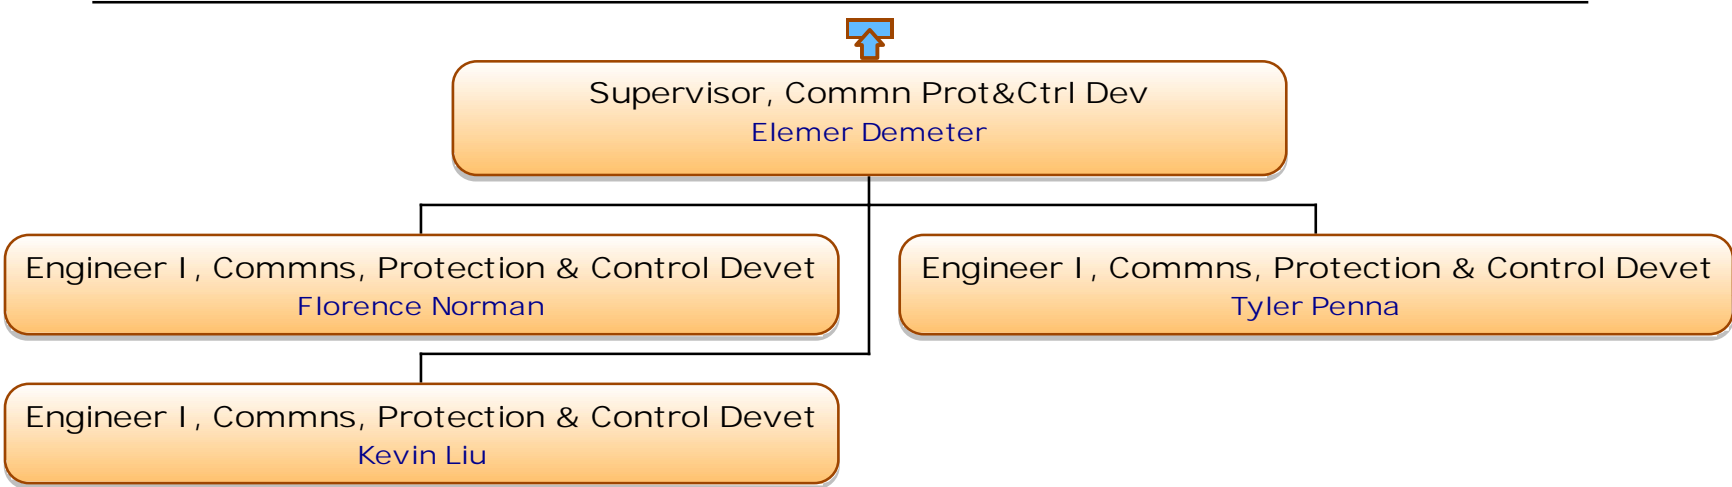 Supervisor, Commn Prot&Ctrl Dev
Elemer Demeter
Engineer I, Commns, Protection & Control Devet
Florence Norman
Engineer I, Commns, Protection & Control Devet
Tyler Penna
Engineer I, Commns, Protection & Control Devet
Kevin Liu